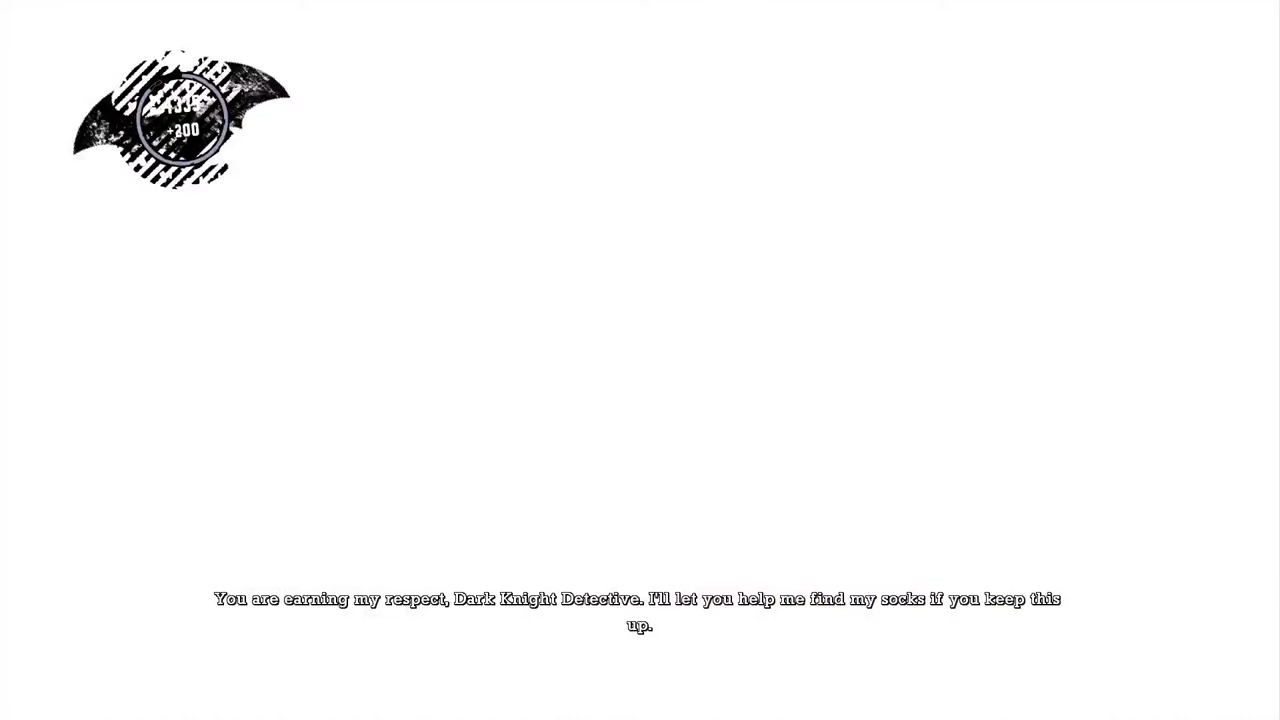 +200
You are earning my respect, Dark Knight Detective. I'll let you help me find my socks if you keep this
up.